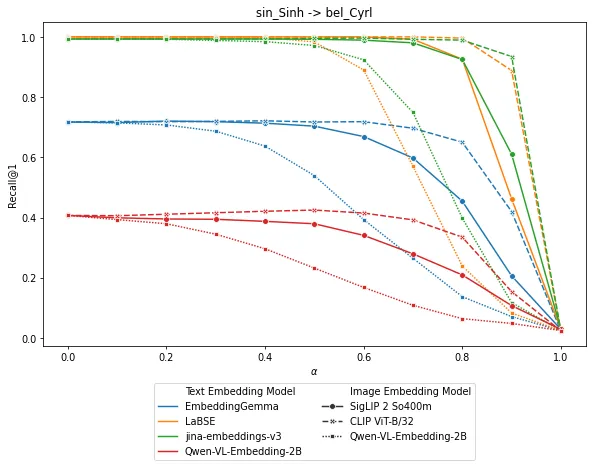 sin_Sinh -> bel_Cyrl
1.0
0.8
0.6
0.4
0.2
0.0
Recall@1
0.0 0.2 0.4 0.6 0.8 1.0
α
Text Embedding Model Image Embedding Model
EmbeddingGemma SigLIP 2 So400m
LaBSE CLIP ViT-B/32
jina-embeddings-v3 Qwen-VL-Embedding-2B
Qwen-VL-Embedding-2B